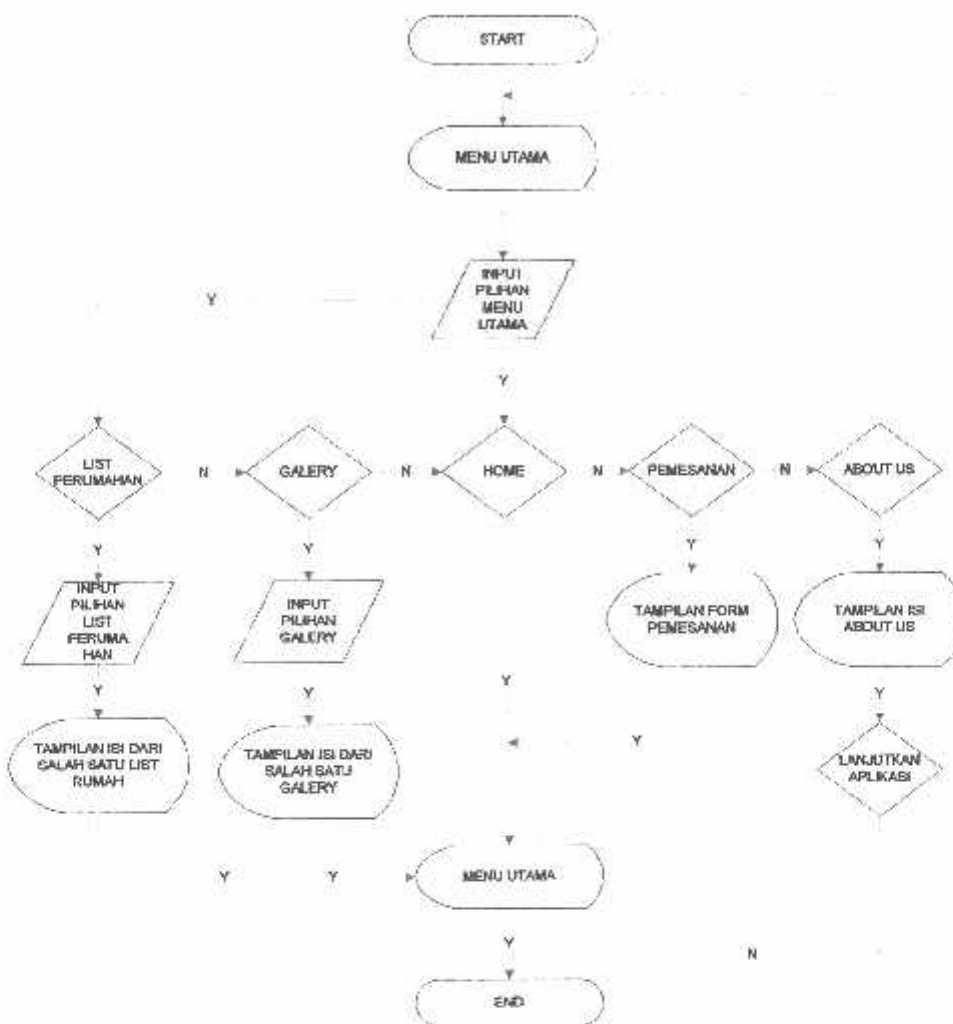 START
MENU UTAMA
INPUT
PILIHAN
MENU
UTAMA
Y
Y
LIST
PERUMAHAN
N
GALERY
N
HOME
N
PEMESANAN
N
ABOUT US
Y
Y
Y
Y
INPUT
PILIHAN
LIST
PERUMA
HAN
INPUT
PILIHAN
GALERY
TAMPILAN FORM
PEMESANAN
TAMPILAN ISI
ABOUT US
Y
Y
Y
Y
TAMPILAN ISI DARI
SALAH SATU LIST
RUMAH
TAMPILAN ISI DARI
SALAH SATU
GALERY
Y
LANJUTKAN
APLIKASI
Y
Y
MENU UTAMA
Y
N
END